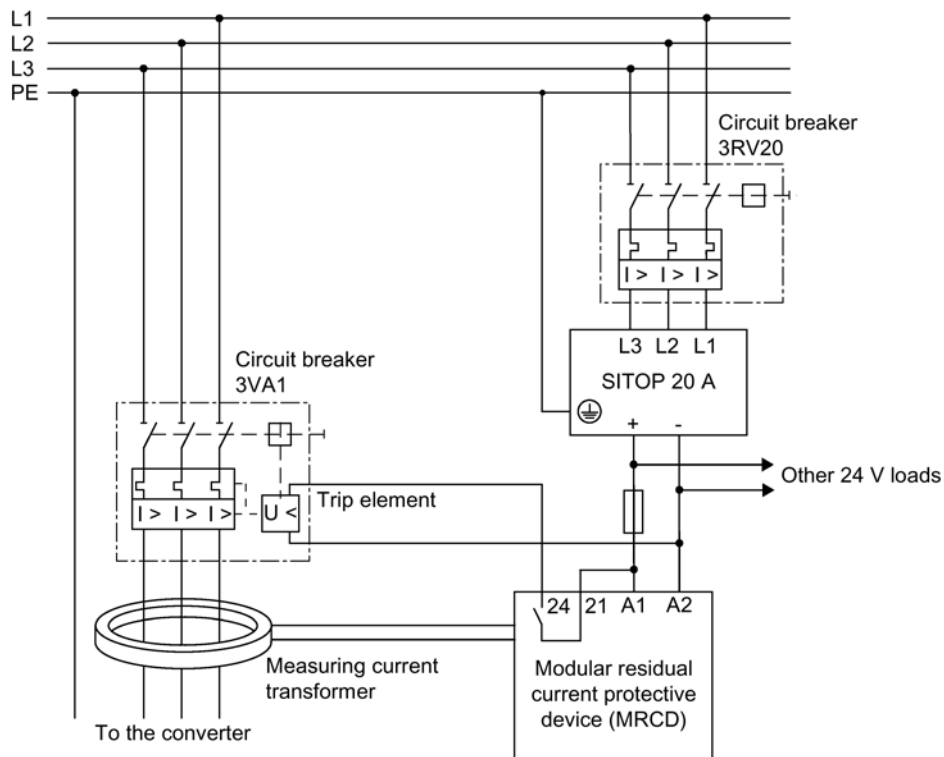 L1
L2
L3
PE
Circuit breaker
3RV20
I > I > I >
L3 L2 L1
SITOP 20 A
+ -
Circuit breaker
3VA1
Other 24 V loads
Trip element
I > I > I > U <
24 21 A1 A2
Measuring current
transformer
Modular residual
current protective
device (MRCD)
To the converter